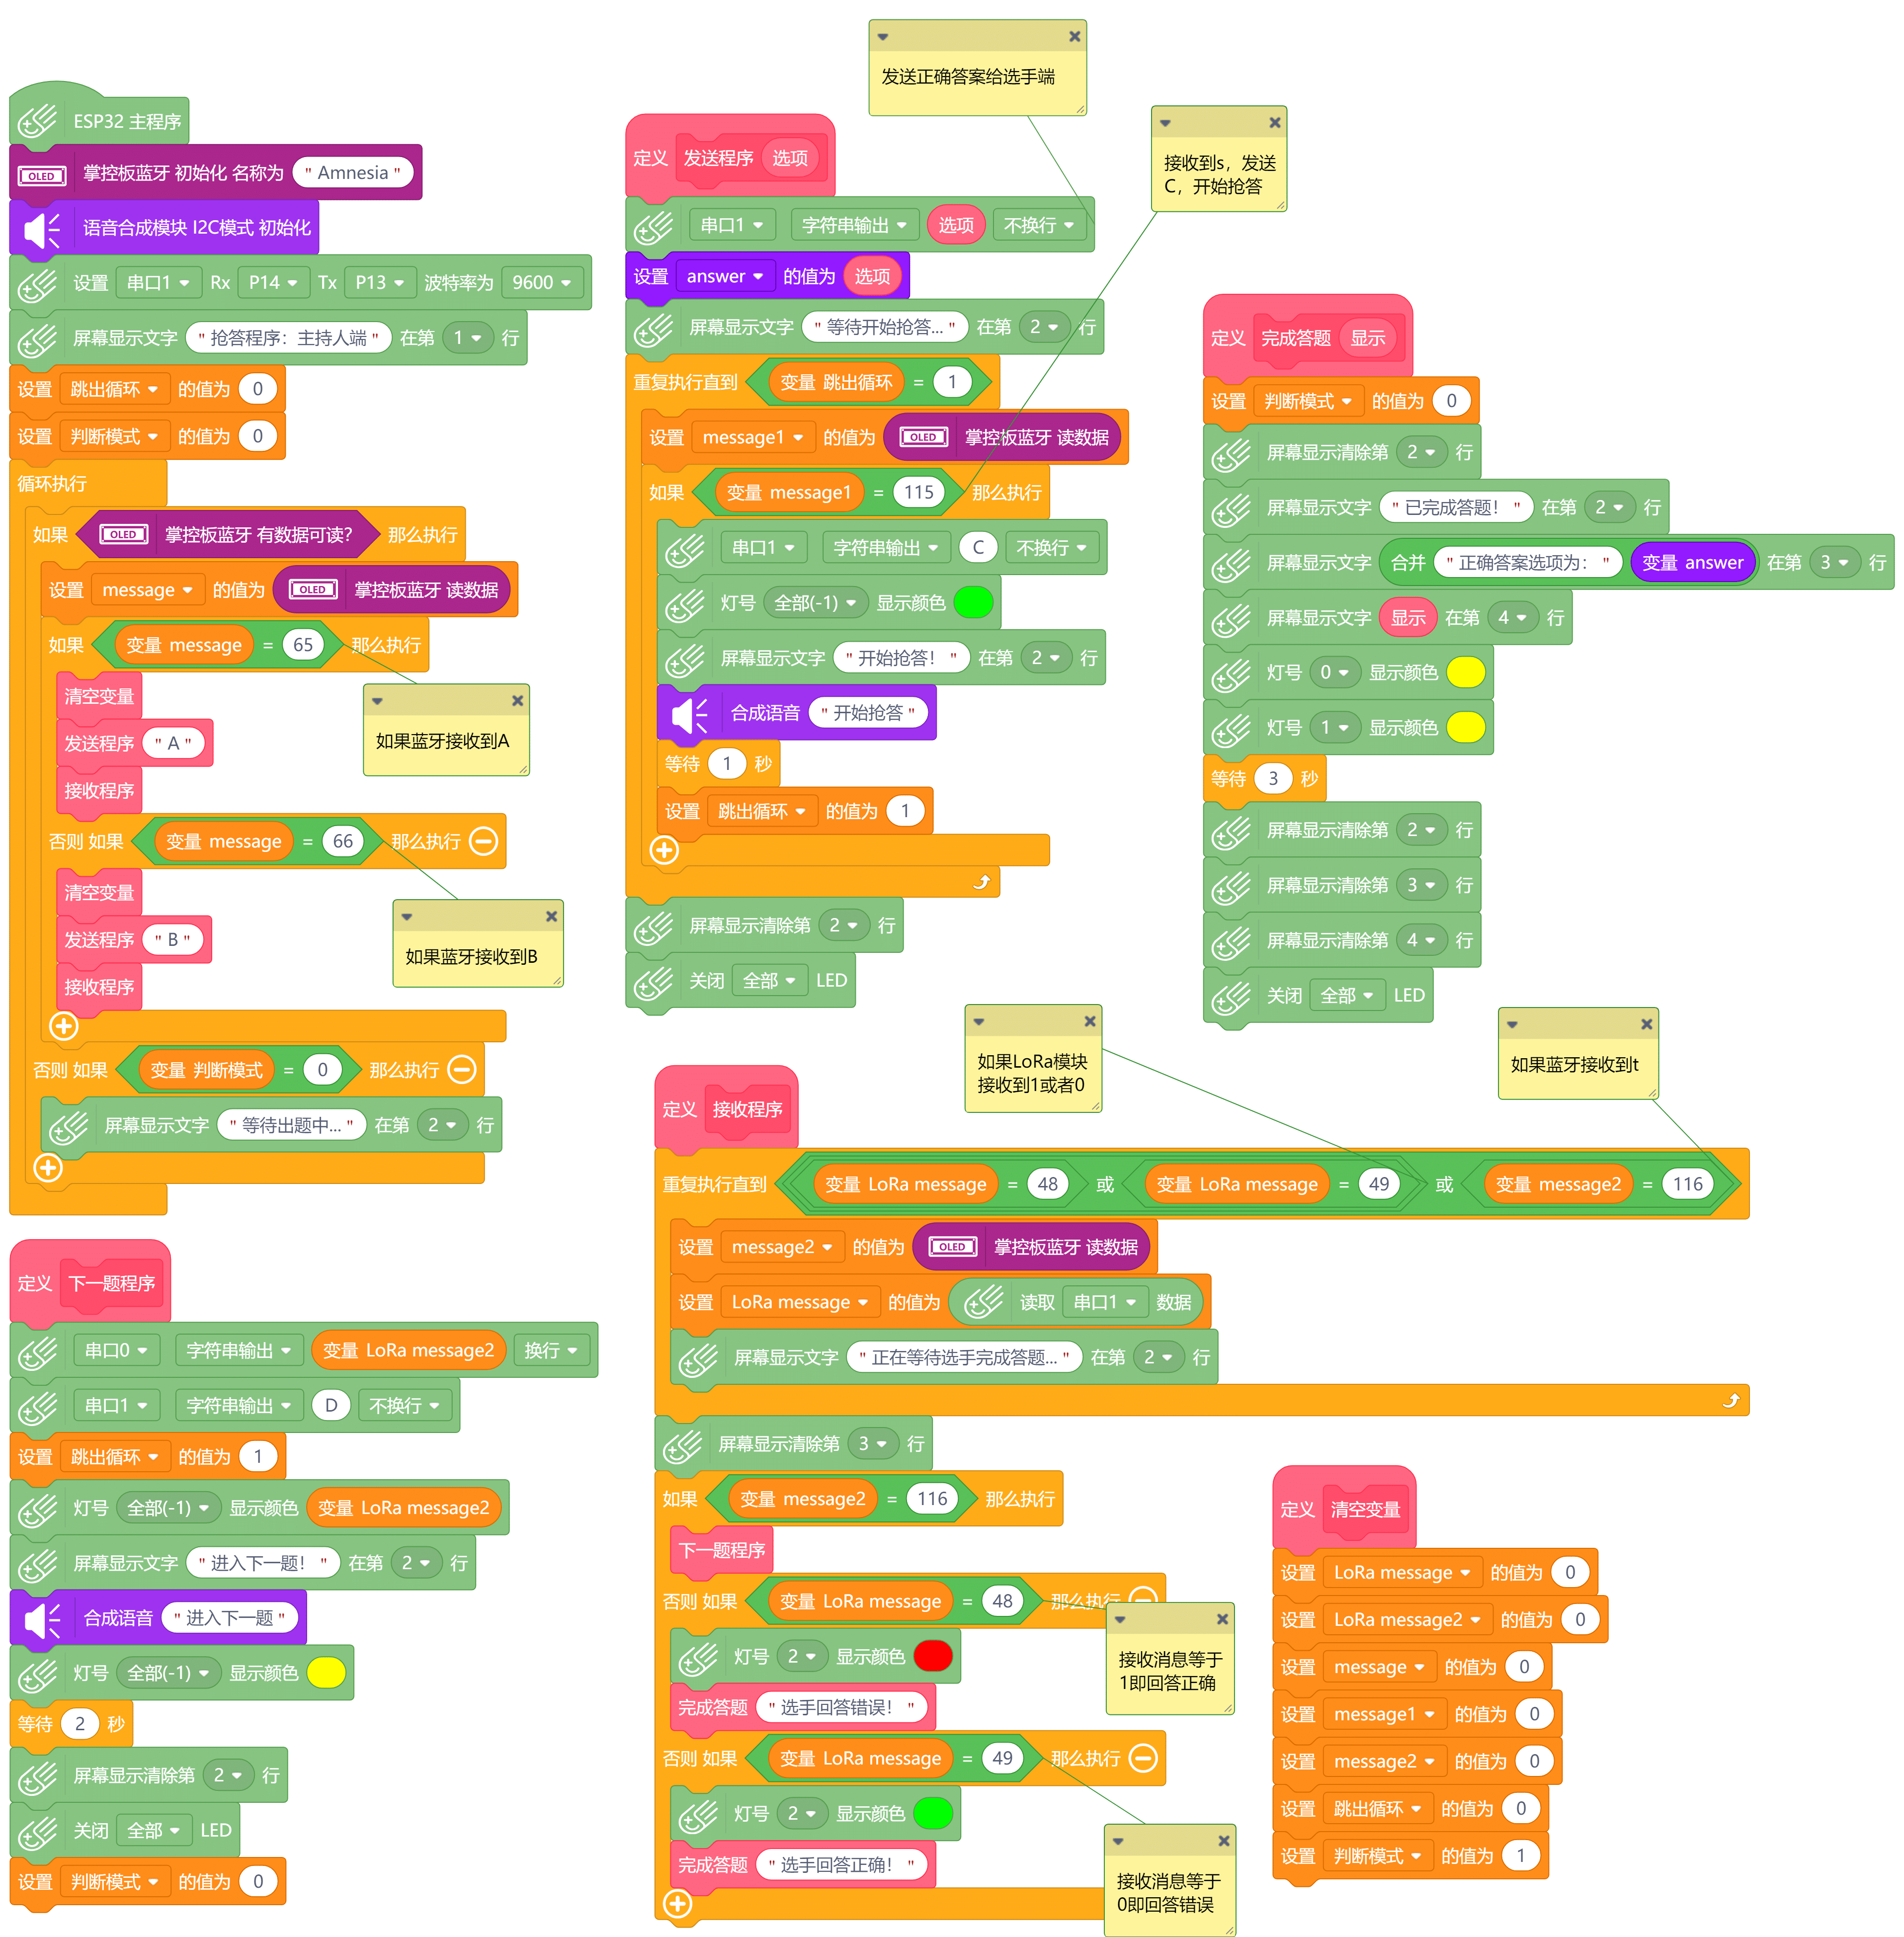 ESP32 主程序
OLED 掌控板蓝牙 初始化 名称为 " Amnesia "
语音合成模块 I2C模式 初始化
设置 串口1 Rx P14 Tx P13 波特率为 9600
屏幕显示文字 " 抢答程序：主持人端 " 在第 1 行
设置 跳出循环 的值为 0
设置 判断模式 的值为 0
循环执行
如果 OLED 掌控板蓝牙 有数据可读? 那么执行
设置 message 的值为 OLED 掌控板蓝牙 读数据
如果 变量 message = 65 那么执行
清空变量
发送程序 " A "
接收程序
如果蓝牙接收到A
否则 如果 变量 message = 66 那么执行
清空变量
发送程序 " B "
接收程序
如果蓝牙接收到B
否则 如果 变量 判断模式 = 0 那么执行
屏幕显示文字 " 等待出题中... " 在第 2 行
定义 下一题程序
串口0 字符串输出 变量 LoRa message2 换行
串口1 字符串输出 D 不换行
设置 跳出循环 的值为 1
灯号 全部(-1) 显示颜色 变量 LoRa message2
屏幕显示文字 " 进入下一题！ " 在第 2 行
合成语音 " 进入下一题 "
灯号 全部(-1) 显示颜色
等待 2 秒
屏幕显示清除第 2 行
关闭 全部 LED
设置 判断模式 的值为 0
发送正确答案给选手端
接收到s，发送
C，开始抢答
定义 发送程序 选项
串口1 字符串输出 选项 不换行
设置 answer 的值为 选项
屏幕显示文字 " 等待开始抢答... " 在第 2 行
重复执行直到 变量 跳出循环 = 1
设置 message1 的值为 OLED 掌控板蓝牙 读数据
如果 变量 message1 = 115 那么执行
串口1 字符串输出 C 不换行
灯号 全部(-1) 显示颜色
屏幕显示文字 " 开始抢答！ " 在第 2 行
合成语音 " 开始抢答 "
等待 1 秒
设置 跳出循环 的值为 1
屏幕显示清除第 2 行
关闭 全部 LED
定义 完成答题 显示
设置 判断模式 的值为 0
屏幕显示清除第 2 行
屏幕显示文字 " 已完成答题！ " 在第 2 行
屏幕显示文字 合并 " 正确答案选项为： " 变量 answer 在第 3 行
屏幕显示文字 显示 在第 4 行
灯号 0 显示颜色
灯号 1 显示颜色
等待 3 秒
屏幕显示清除第 2 行
屏幕显示清除第 3 行
屏幕显示清除第 4 行
关闭 全部 LED
如果LoRa模块
接收到1或者0
如果蓝牙接收到t
定义 接收程序
重复执行直到 变量 LoRa message = 48 或 变量 LoRa message = 49 或 变量 message2 = 116
设置 message2 的值为 OLED 掌控板蓝牙 读数据
设置 LoRa message 的值为 读取 串口1 数据
屏幕显示文字 " 正在等待选手完成答题... " 在第 2 行
屏幕显示清除第 3 行
如果 变量 message2 = 116 那么执行
下一题程序
否则 如果 变量 LoRa message = 48 那么执行
灯号 2 显示颜色
完成答题 " 选手回答错误！ "
接收消息等于
1即回答正确
否则 如果 变量 LoRa message = 49 那么执行
灯号 2 显示颜色
完成答题 " 选手回答正确！ "
接收消息等于
0即回答错误
定义 清空变量
设置 LoRa message 的值为 0
设置 LoRa message2 的值为 0
设置 message 的值为 0
设置 message1 的值为 0
设置 message2 的值为 0
设置 跳出循环 的值为 0
设置 判断模式 的值为 1